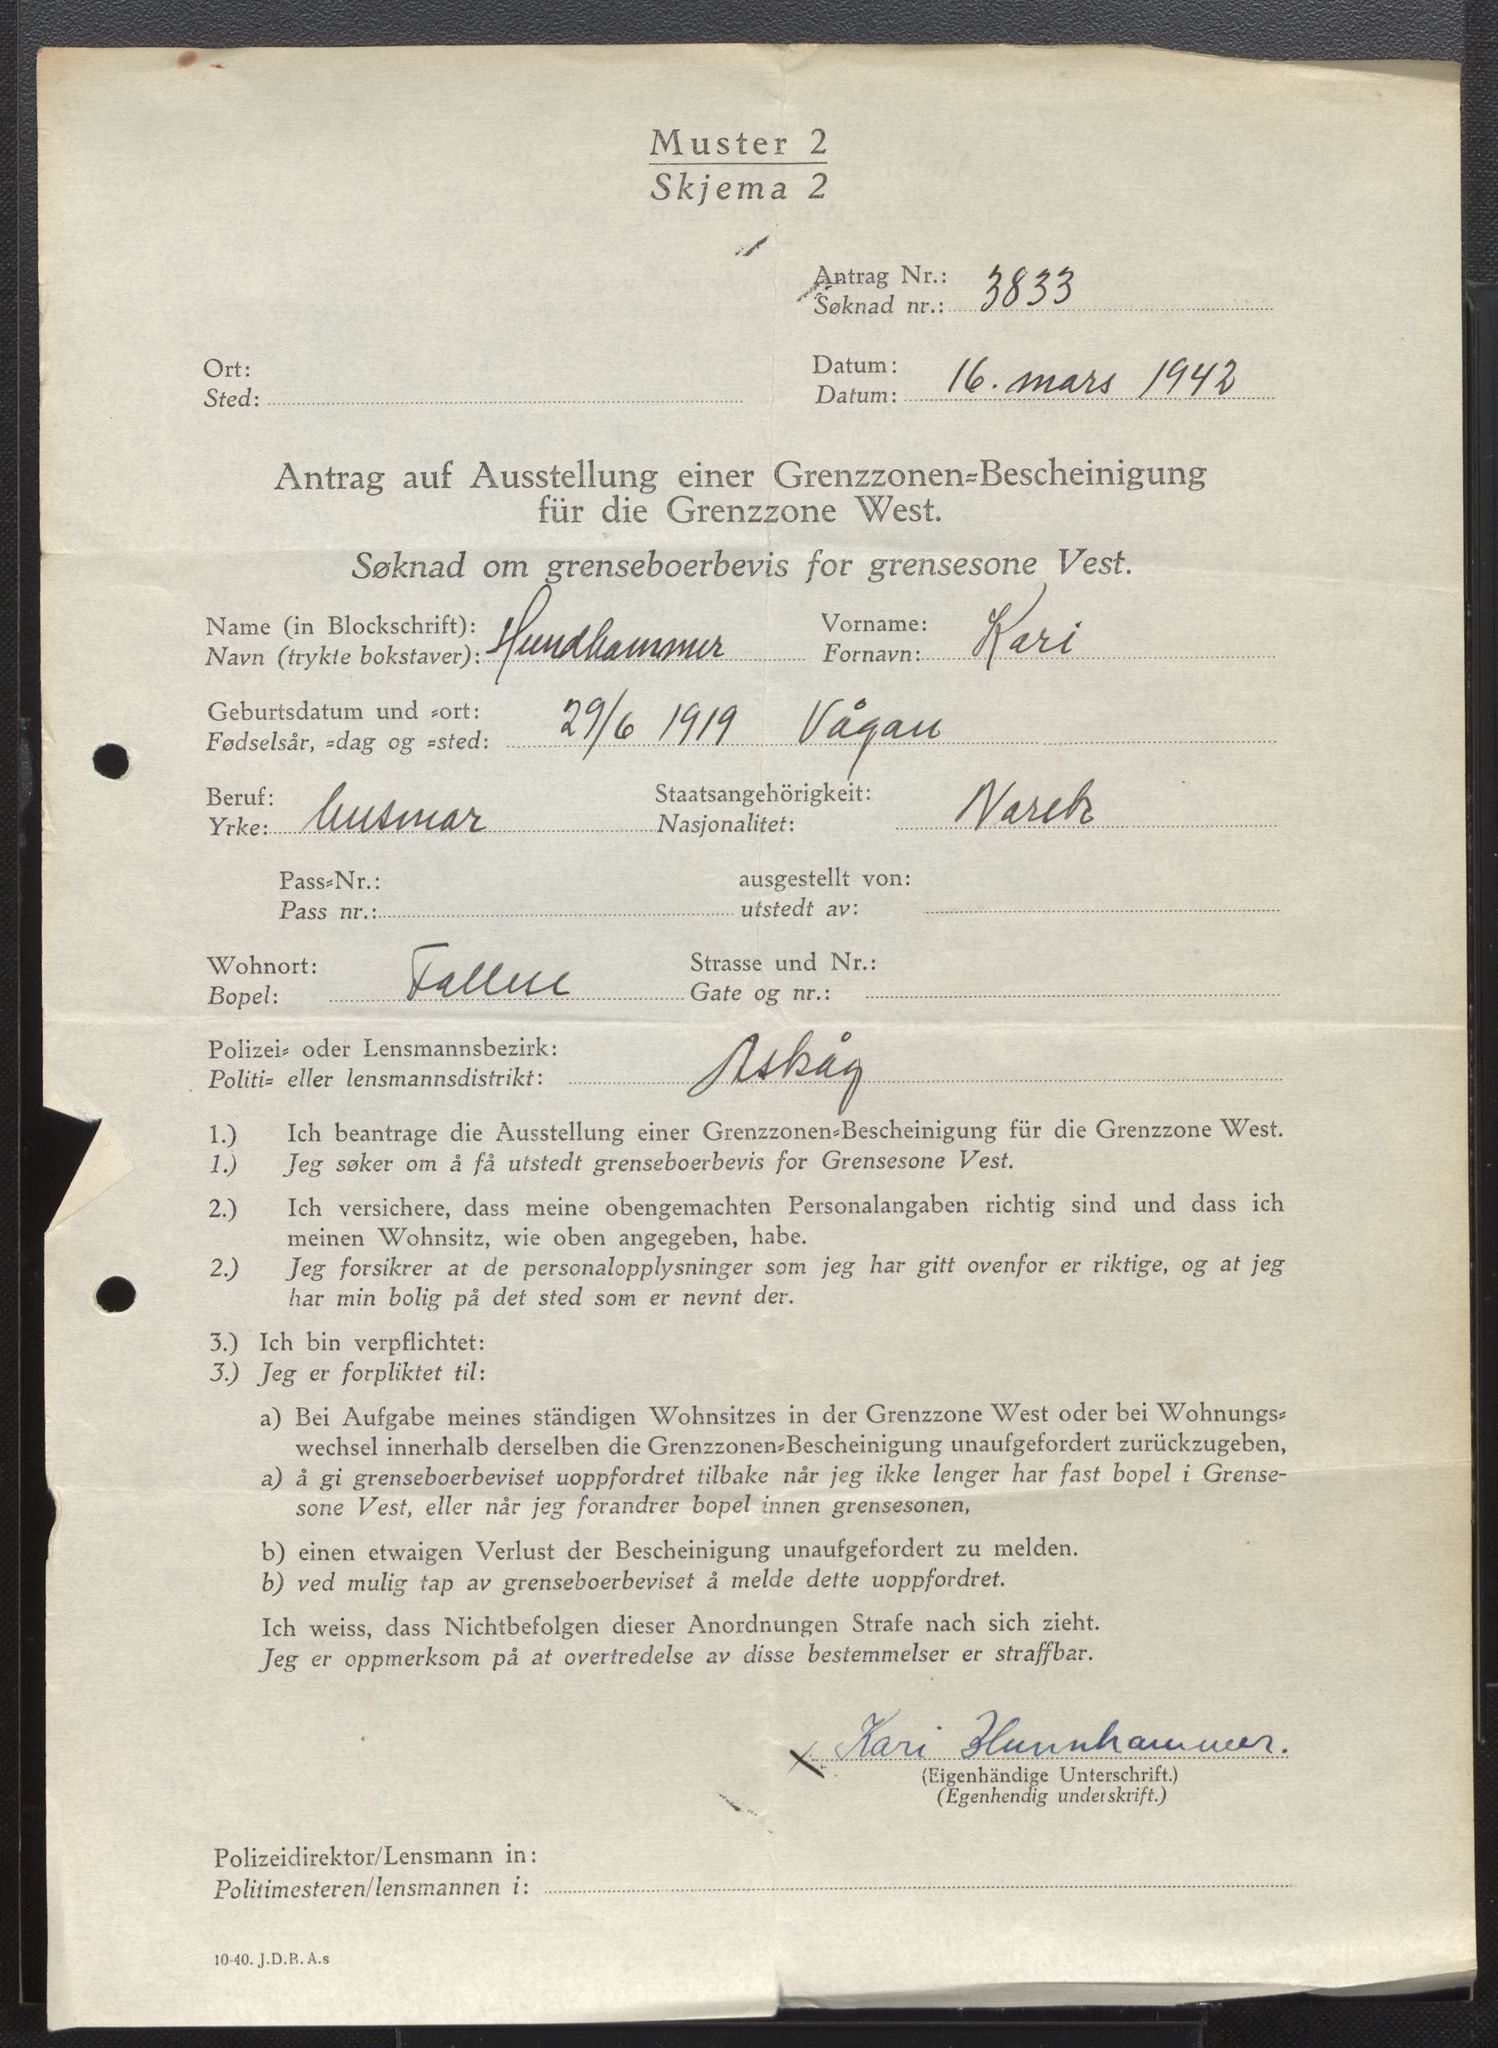 Muster 2
Skjema 2
Antrag Nr.:
Søknad nr.: 3833
Ort:
Sted:
Datum:
Datum: 16. mars 1942
Antrag auf Ausstellung einer Grenzzonen=Bescheinigung
für die Grenzzone West.
Søknad om grenseboerbevis for grensesone Vest.
Name (in Blockschrift):
Navn (trykte bokstaver): Hundhammer
Vorname:
Fornavn: Kari
Geburtsdatum und =ort:
Fødselsår, =dag og =sted: 29/6 1919 Vågan
Beruf:
Yrke: husmor
Staatsangehörigkeit:
Nasjonalitet: Norsk
Pass=Nr.:
Pass nr.:
ausgestellt von:
utstedt av:
Wohnort:
Bopel:
Strasse und Nr.:
Gate og nr.:
Polizei= oder Lensmannsbezirk:
Politi= eller lensmannsdistrikt: Askøy
1.) Ich beantrage die Ausstellung einer Grenzzonen=Bescheinigung für die Grenzzone West.
1.) Jeg søker om å få utstedt grenseboerbevis for Grensesone Vest.
2.) Ich versichere, dass meine obengemachten Personalangaben richtig sind und dass ich
meinen Wohnsitz, wie oben angegeben, habe.
2.) Jeg forsikrer at de personalopplysninger som jeg har gitt ovenfor er riktige, og at jeg
har min bolig på det sted som er nevnt der.
3.) Ich bin verpflichtet:
3.) Jeg er forpliktet til:
a) Bei Aufgabe meines ständigen Wohnsitzes in der Grenzzone West oder bei Wohnungs=
wechsel innerhalb derselben die Grenzzonen=Bescheinigung unaufgefordert zurückzugeben,
a) å gi grenseboerbeviset uoppfordret tilbake når jeg ikke lenger har fast bopel i Grense-
sone Vest, eller når jeg forandrer bopel innen grensesonen,
b) einen etwaigen Verlust der Bescheinigung unaufgefordert zu melden.
b) ved mulig tap av grenseboerbeviset å melde dette uoppfordret.
Ich weiss, dass Nichtbefolgen dieser Anordnungen Strafe nach sich zieht.
Jeg er oppmerksom på at overtredelse av disse bestemmelser er straffbar.
x Kari Hunnhammer.
(Eigenhändige Unterschrift.)
(Egenhendig underskrift.)
Polizeidirektor/Lensmann in:
Politimesteren/lensmannen i:
10-40. J.D.B. A.s